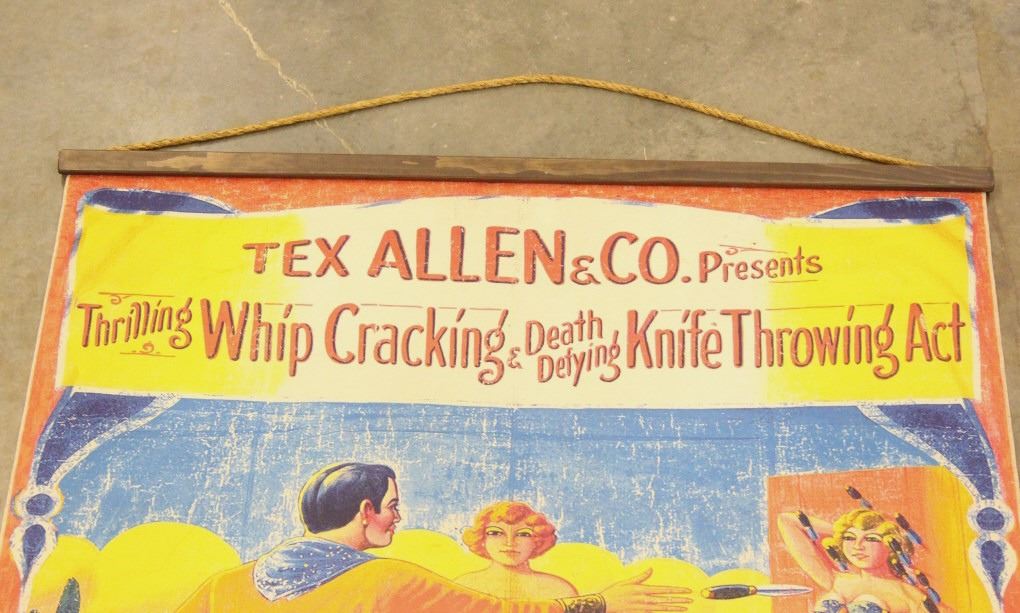 TEX ALLEN & CO. Presents
Thrilling Whip Cracking & Death Defying Knife Throwing Act